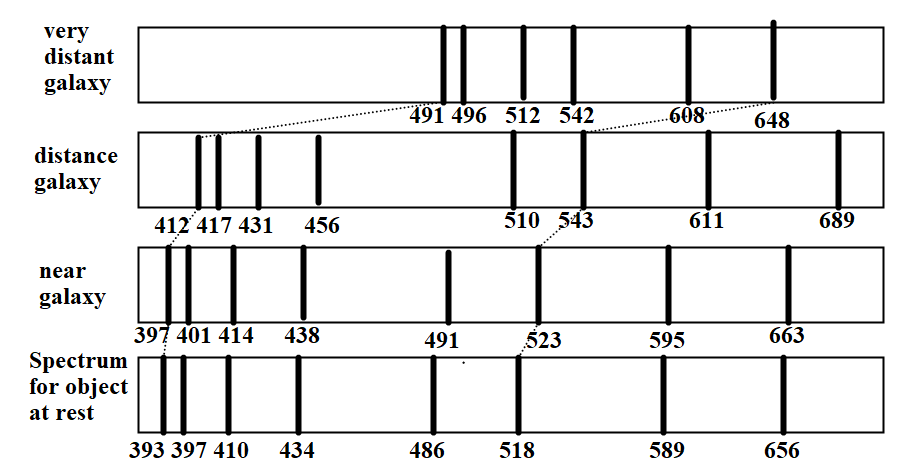 very
distant
galaxy
491 496 512 542 608 648
distance
galaxy
412 417 431 456 510 543 611 689
near
galaxy
397 401 414 438 491 523 595 663
Spectrum
for object
at rest
393 397 410 434 486 518 589 656